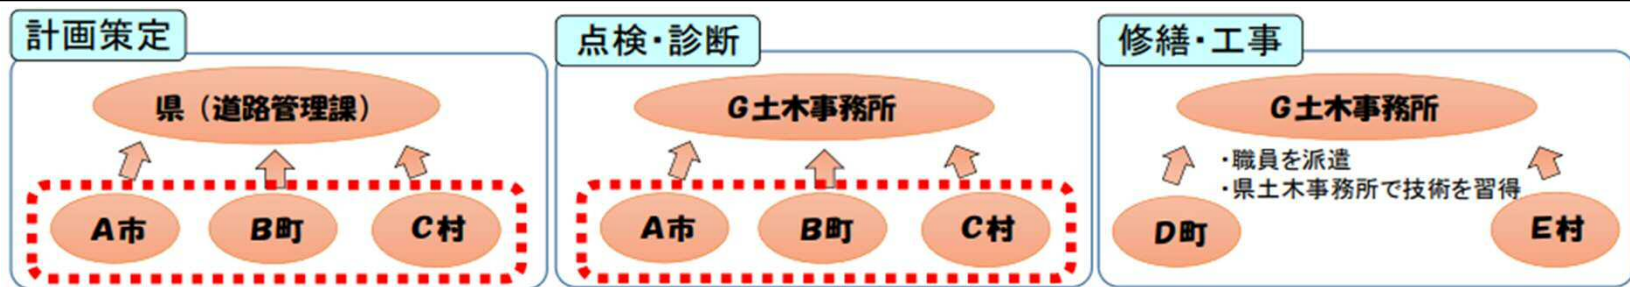 計画策定
県（道路管理課）
A市
B町
C村
点検・診断
G土木事務所
A市
B町
C村
修繕・工事
G土木事務所
・職員を派遣
・県土木事務所で技術を習得
D町
E村